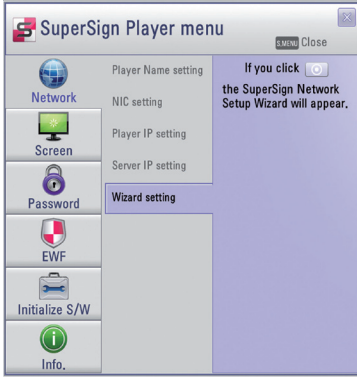 SuperSign Player menu
S.MENU Close
Network
Screen
Password
EWF
Initialize S/W
Info.
Player Name setting
NIC setting
Player IP setting
Server IP setting
Wizard setting
If you click
the SuperSign Network
Setup Wizard will appear.